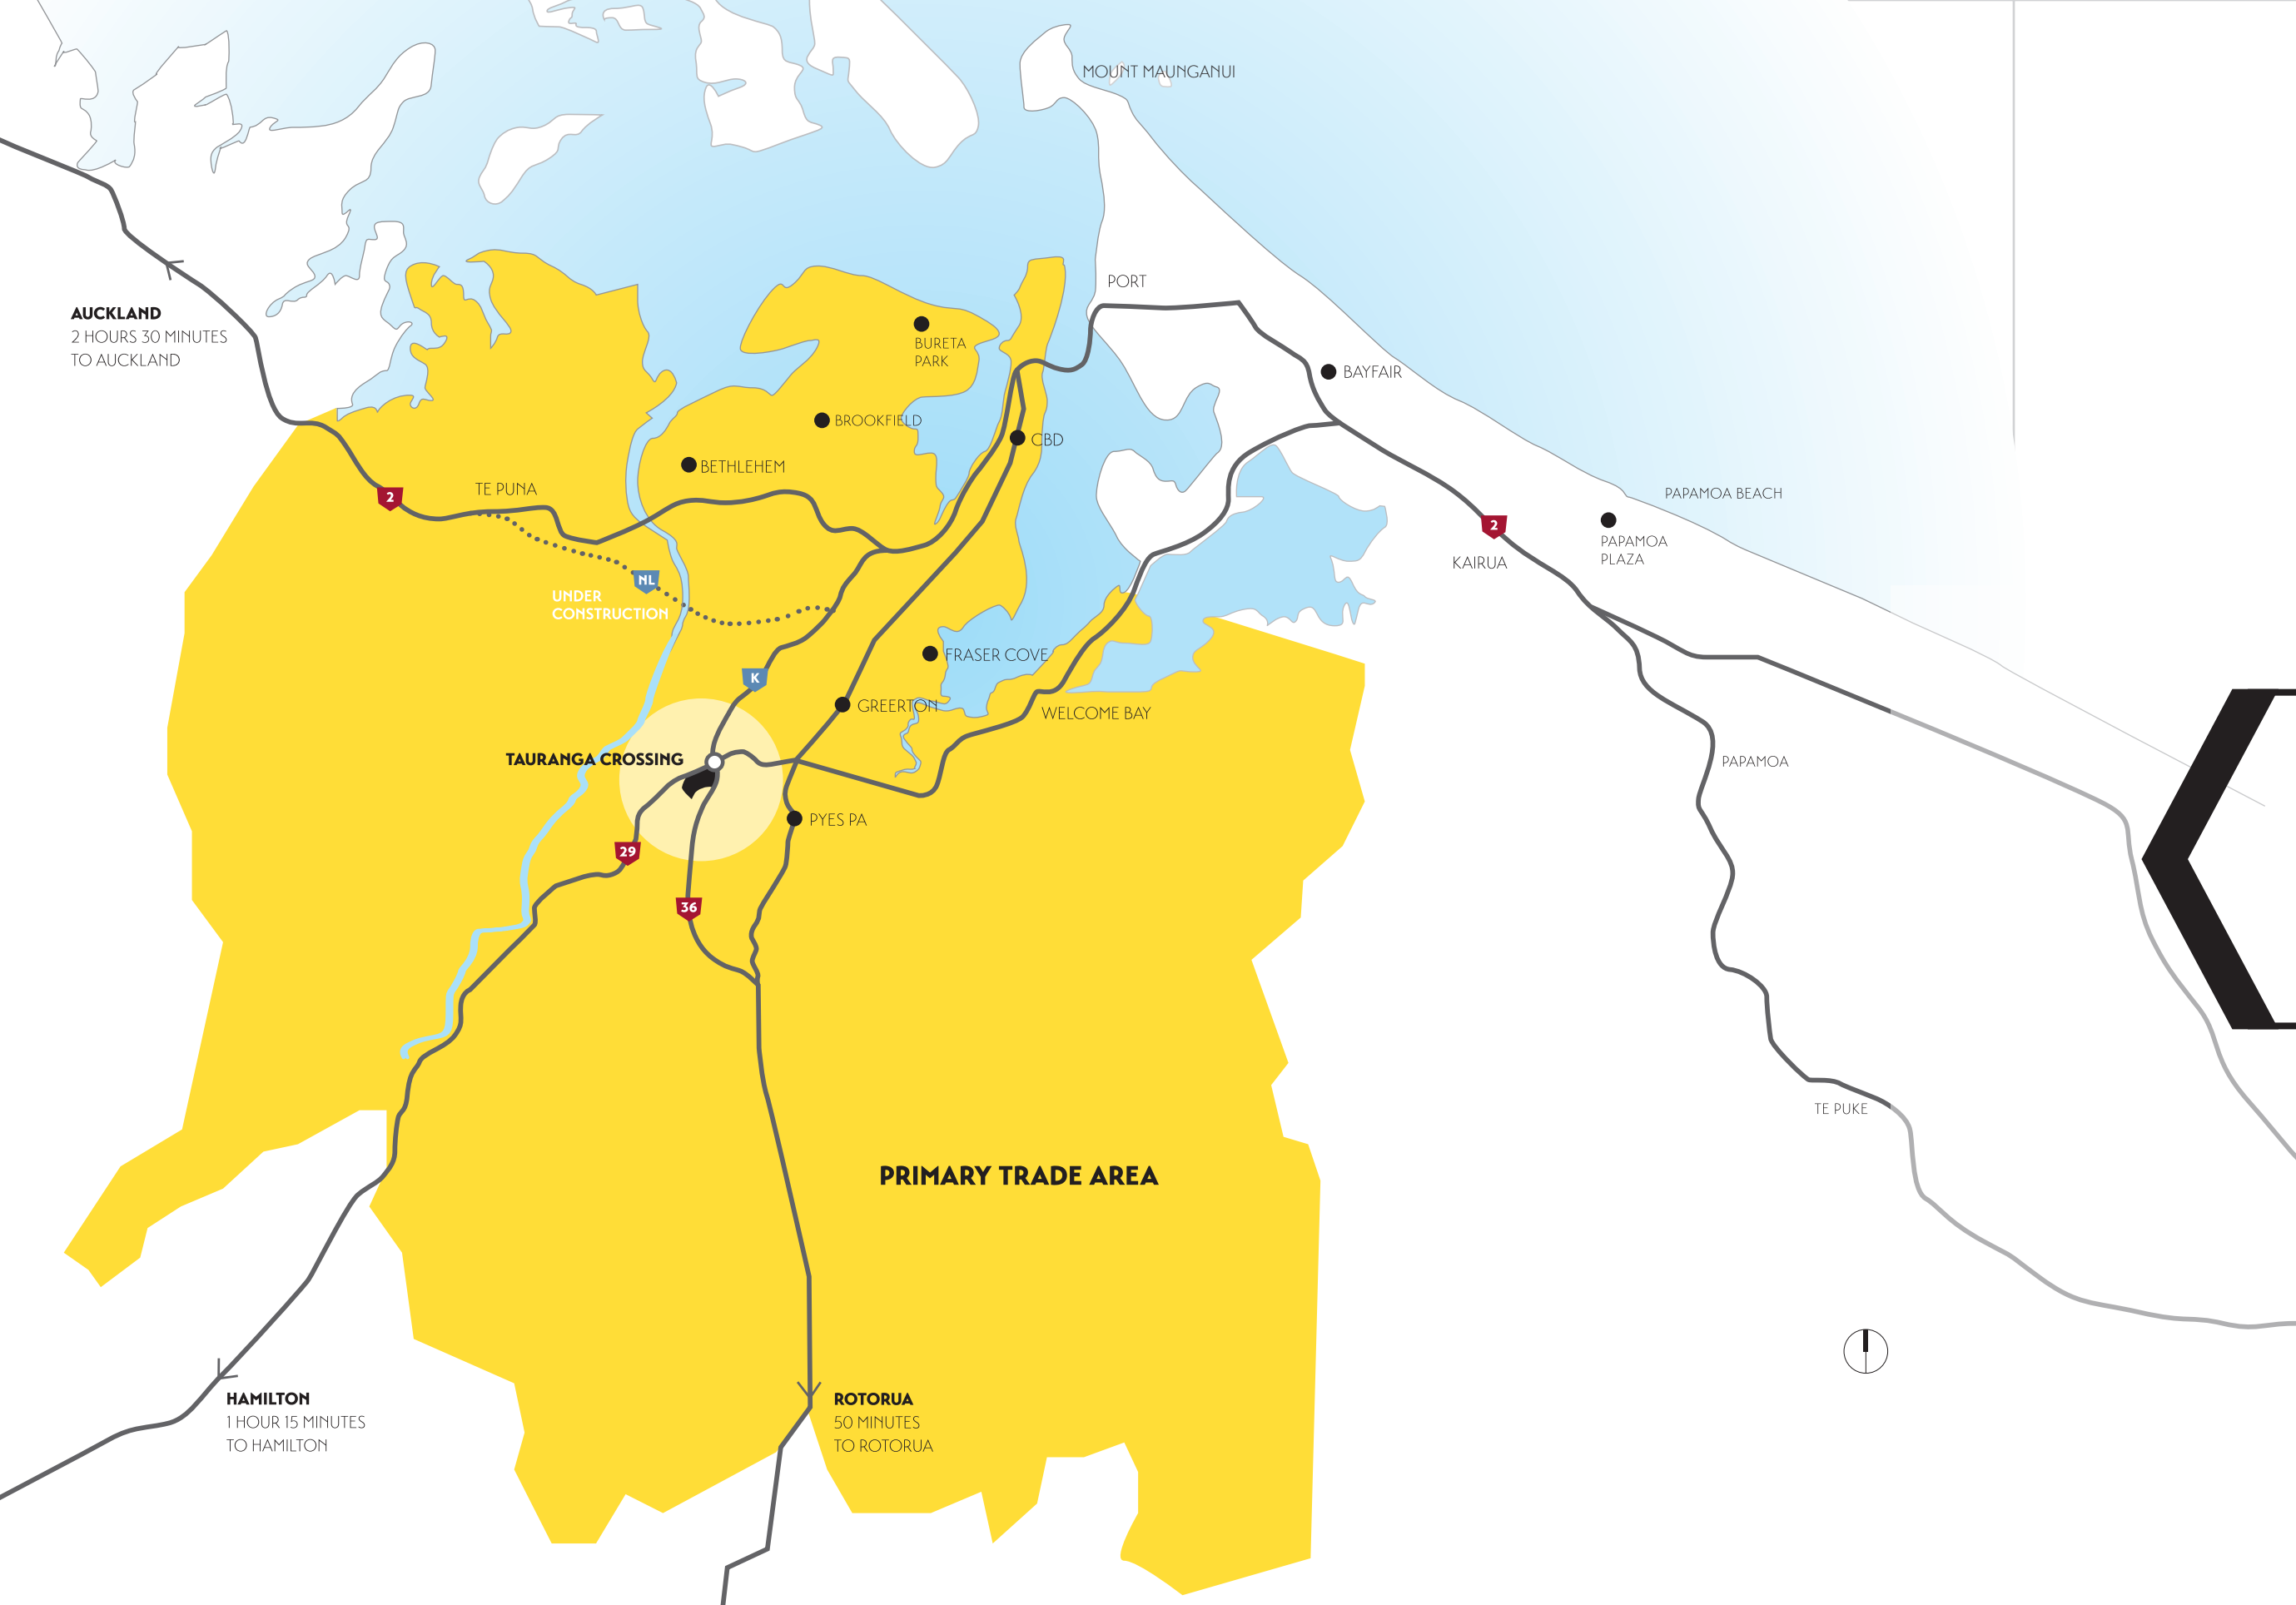 MOUNT MAUNGANUI
PORT
AUCKLAND
2 HOURS 30 MINUTES
TO AUCKLAND
BURETA
PARK
BAYFAIR
BROOKFIELD
CBD
BETHLEHEM
TE PUNA
2
PAPAMOA BEACH
2
PAPAMOA
PLAZA
KAIRUA
NL
UNDER
CONSTRUCTION
FRASER COVE
K
GREERTON
WELCOME BAY
TAURANGA CROSSING
PAPAMOA
PYES PA
29
36
TE PUKE
PRIMARY TRADE AREA
HAMILTON
1 HOUR 15 MINUTES
TO HAMILTON
ROTORUA
50 MINUTES
TO ROTORUA